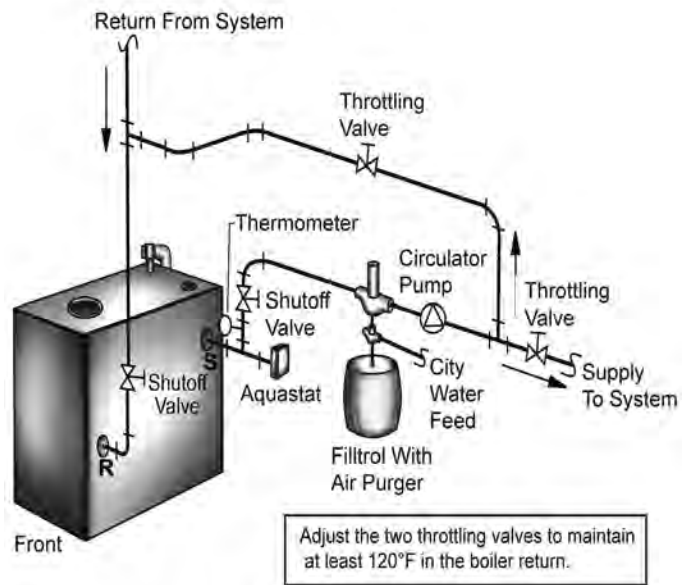 Return From System
Throttling
Valve
Thermometer
Circulator
Pump
Throttling
Valve
Shutoff
Valve
S
Shutoff
Valve
Aquastat
City
Water
Feed
Supply
To System
R
Filltrol With
Air Purger
Front
Adjust the two throttling valves to maintain
at least 120°F in the boiler return.